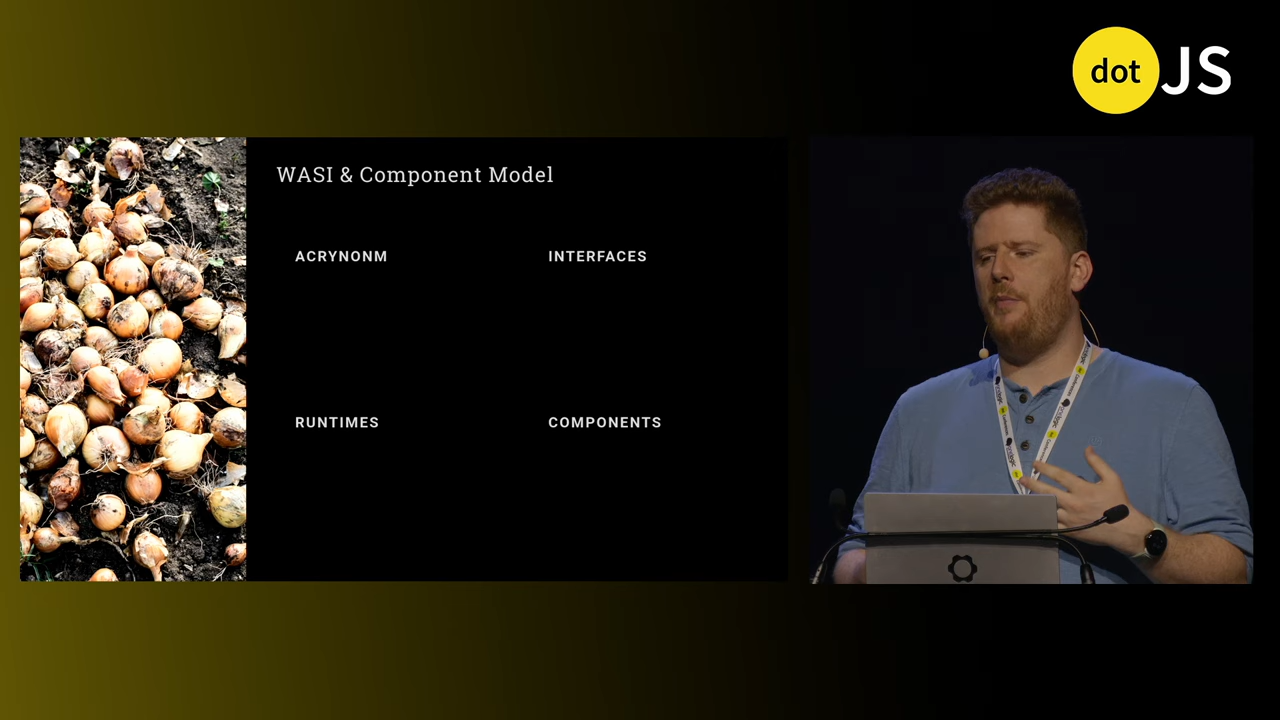 dot JS
WASI & Component Model
ACRYNONM
INTERFACES
RUNTIMES
COMPONENTS